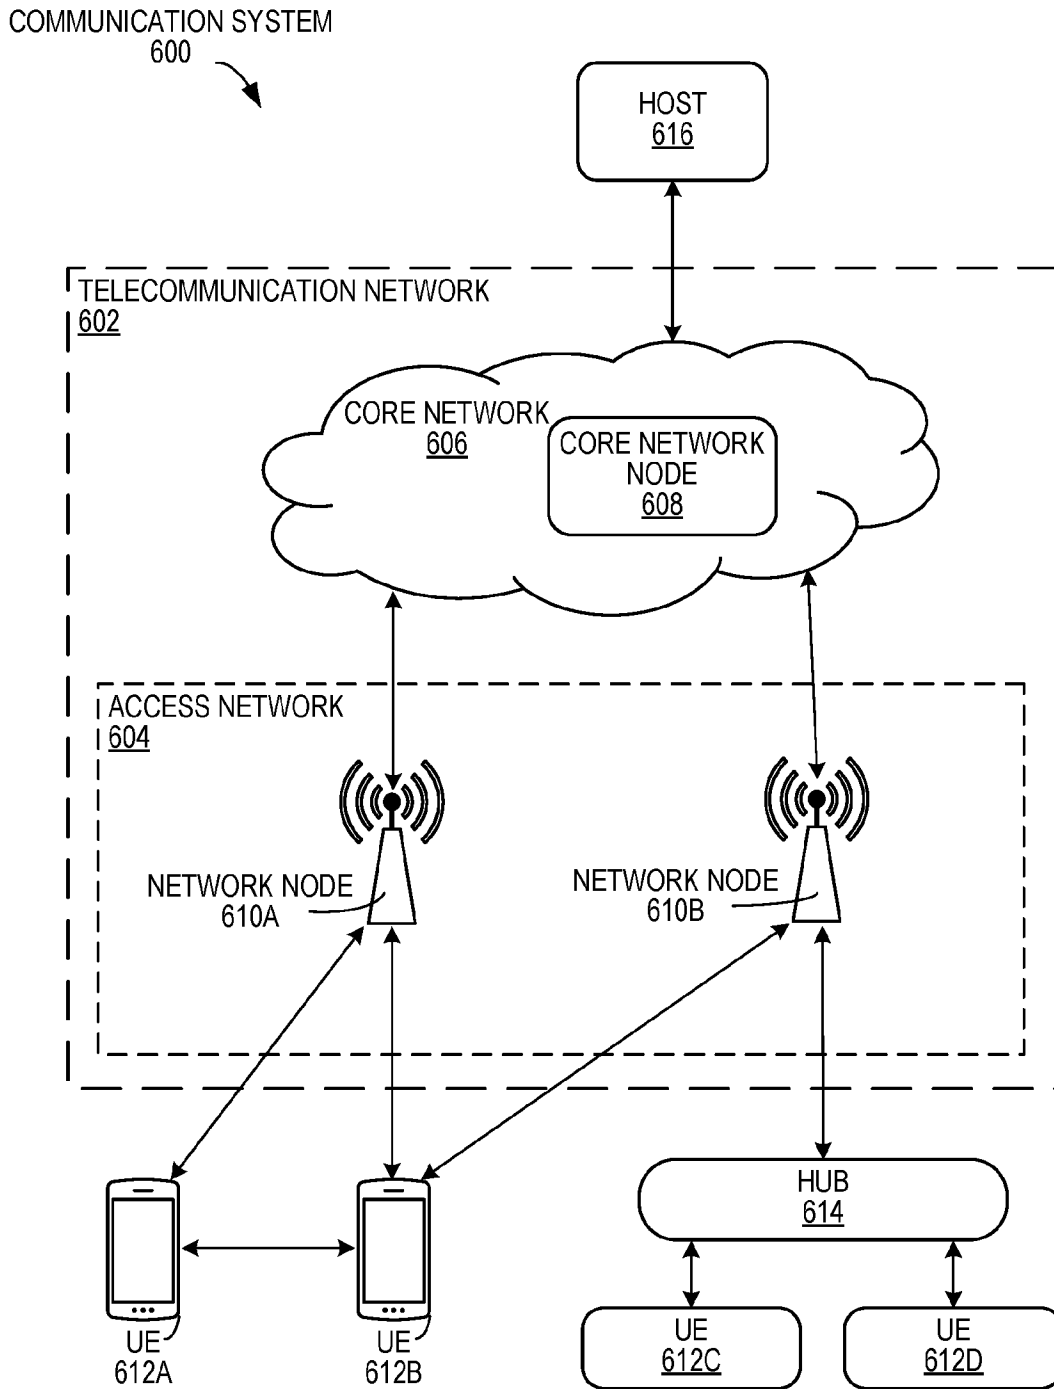 COMMUNICATION SYSTEM
600
HOST
616
TELECOMMUNICATION NETWORK
602
CORE NETWORK
606
CORE NETWORK
NODE
608
ACCESS NETWORK
604
NETWORK NODE
610A
NETWORK NODE
610B
HUB
614
UE
612A
UE
612B
UE
612C
UE
612D